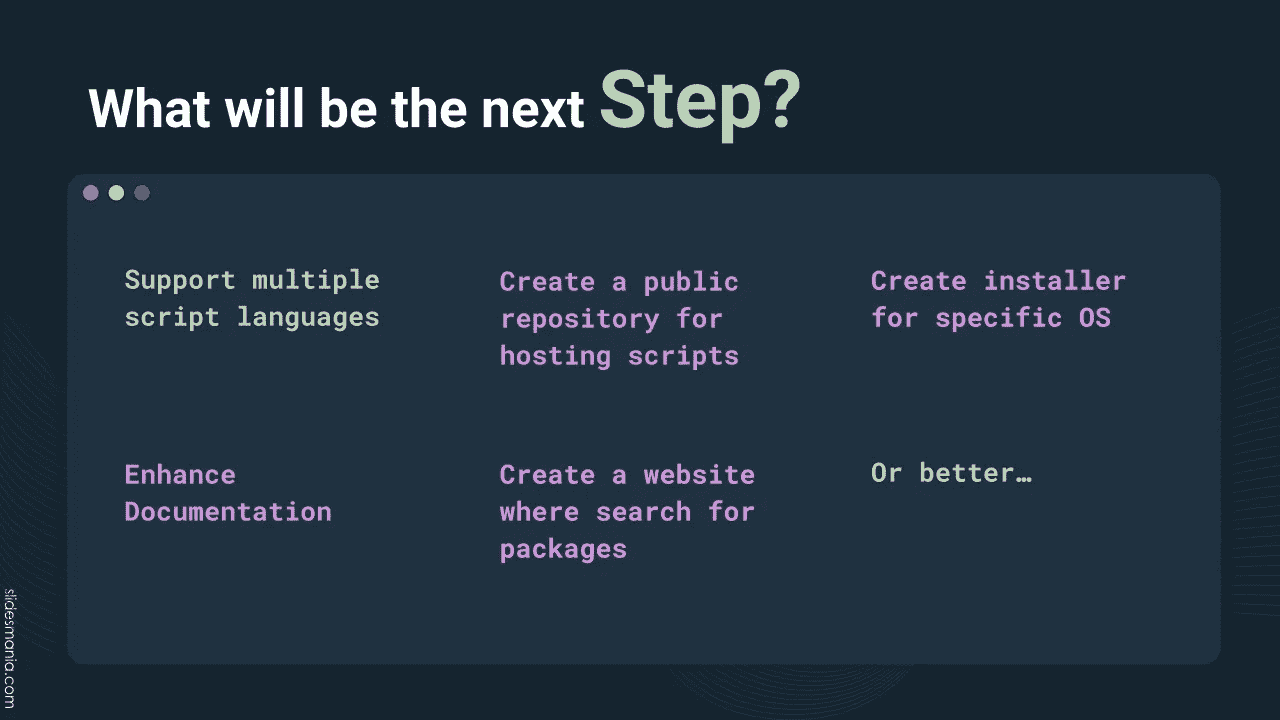 What will be the next Step?
Support multiple
script languages
Create a public
repository for
hosting scripts
Create installer
for specific OS
Enhance
Documentation
Create a website
where search for
packages
Or better…
slidesmania.com